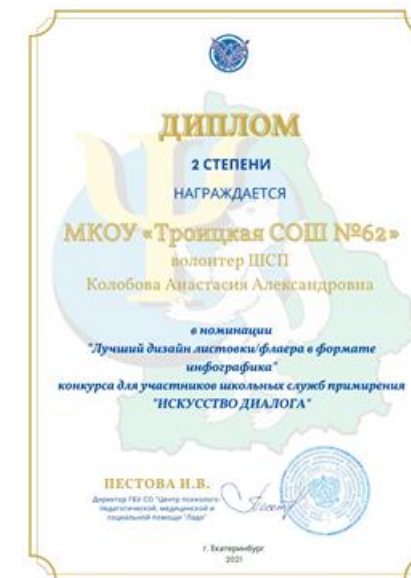 ДИПЛОМ
2 СТЕПЕНИ
НАГРАЖДАЕТСЯ
МКОУ «Троицкая СОШ №62»
волонтер ШСП
Колобова Анастасия Александровна
в номинации
"Лучший дизайн листовки/флаера в формате
инфографика"
конкурса для участников школьных служб примирения
"ИСКУССТВО ДИАЛОГА"
ПЕСТОВА И.В.
Директор ГБУ СО "Центр психолого-
педагогической, медицинской и
социальной помощи "Ладо"
г. Екатеринбург
2021